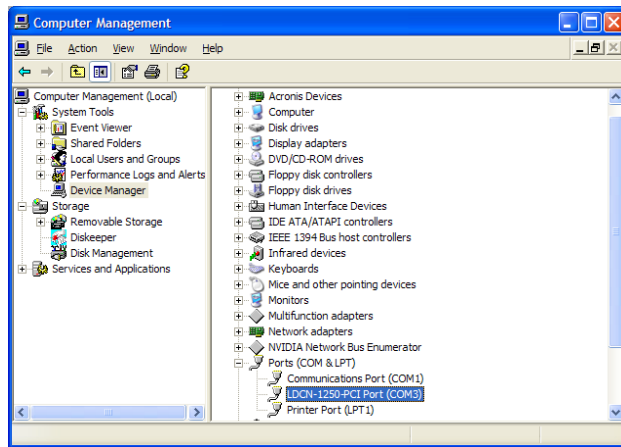 Computer Management
File Action View Window Help
Computer Management (Local)
System Tools
Event Viewer
Shared Folders
Local Users and Groups
Performance Logs and Alerts
Device Manager
Storage
Removable Storage
Diskeeper
Disk Management
Services and Applications
Acronis Devices
Computer
Disk drives
Display adapters
DVD/CD-ROM drives
Floppy disk controllers
Floppy disk drives
Human Interface Devices
IDE ATA/ATAPI controllers
IEEE 1394 Bus host controllers
Infrared devices
Keyboards
Mice and other pointing devices
Monitors
Multifunction adapters
Network adapters
NVIDIA Network Bus Enumerator
Ports (COM & LPT)
Communications Port (COM1)
LDCN-1250-PCI Port (COM3)
Printer Port (LPT1)